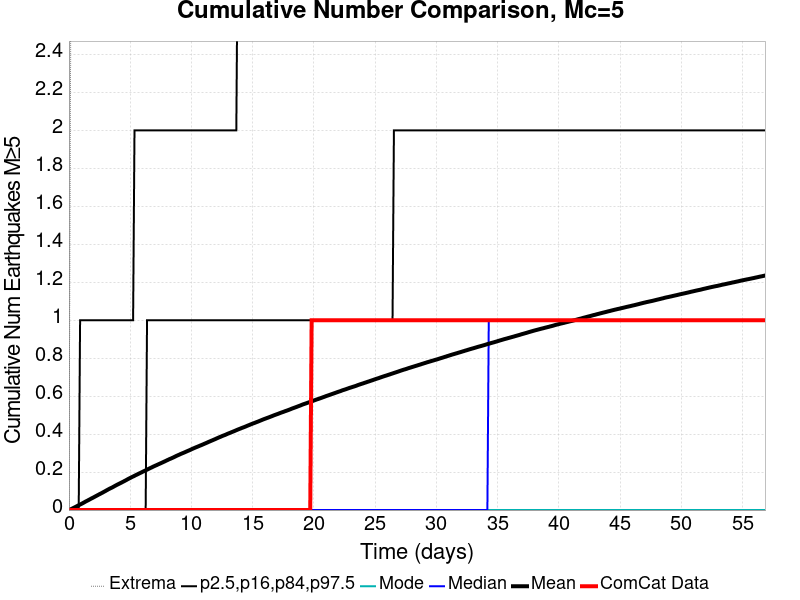 Cumulative Number Comparison, Mc=5
Cumulative Num Earthquakes M≥5
2.4
2.2
2
1.8
1.6
1.4
1.2
1
0.8
0.6
0.4
0.2
0
0 5 10 15 20 25 30 35 40 45 50 55
Time (days)
Extrema p2.5,p16,p84,p97.5 Mode Median Mean ComCat Data